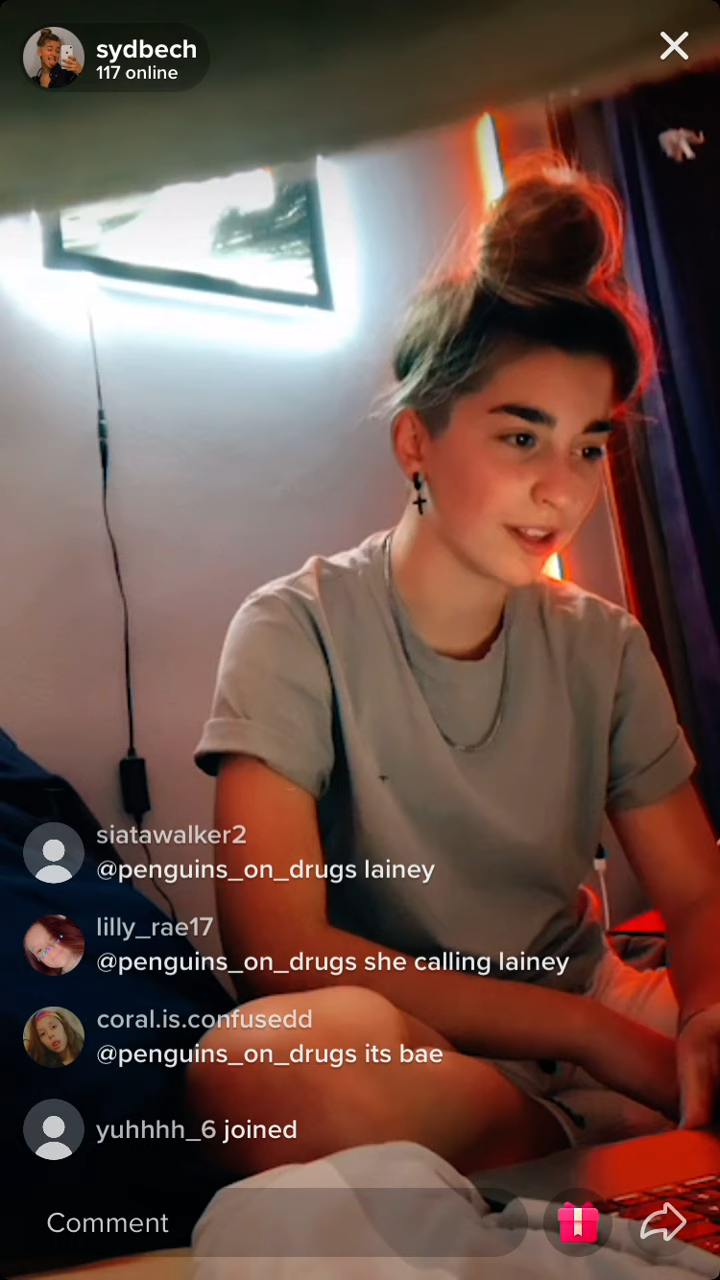 sydbech
117 online
siatawalker2
@penguins_on_drugs lainey
lilly_rae17
@penguins_on_drugs she calling lainey
coral.is.confusedd
@penguins_on_drugs its bae
yuhhhh_6 joined
Comment